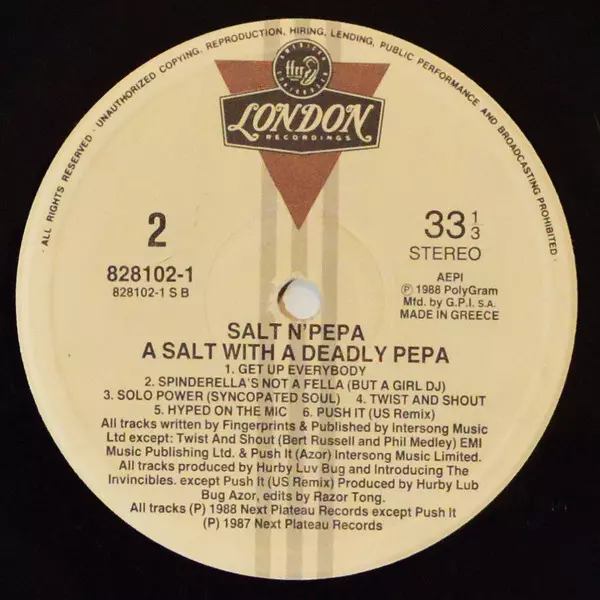 · ALL RIGHTS RESERVED · UNAUTHORIZED COPYING, REPRODUCTION, HIRING, LENDING, PUBLIC PERFORMANCE AND BROADCASTING PROHIBITED ·
ffrr
LONDON
RECORDINGS
2
33 1/3
STEREO
828102-1
828102-1 S B
AEPI
Ⓟ 1988 PolyGram
Mfd. by G.P.I. S.A.
MADE IN GREECE
SALT N'PEPA
A SALT WITH A DEADLY PEPA
1. GET UP EVERYBODY
2. SPINDERELLA'S NOT A FELLA (BUT A GIRL DJ)
3. SOLO POWER (SYNCOPATED SOUL) 4. TWIST AND SHOUT
5. HYPED ON THE MIC 6. PUSH IT (US Remix)
All tracks written by Fingerprints & Published by Intersong Music
Ltd except: Twist And Shout (Bert Russell and Phil Medley) EMI
Music Publishing Ltd. & Push It (Azor) Intersong Music Limited.
All tracks produced by Hurby Luv Bug and Introducing The
Invincibles. except Push It (US Remix) Produced by Hurby Lub
Bug Azor, edits by Razor Tong.
All tracks (P) 1988 Next Plateau Records except Push It
(P) 1987 Next Plateau Records